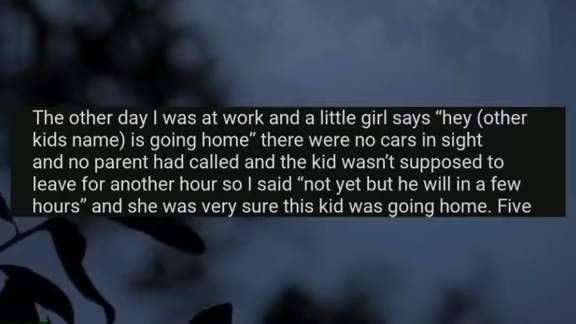 The other day I was at work and a little girl says “hey (other
kids name) is going home” there were no cars in sight
and no parent had called and the kid wasn’t supposed to
leave for another hour so I said “not yet but he will in a few
hours” and she was very sure this kid was going home. Five